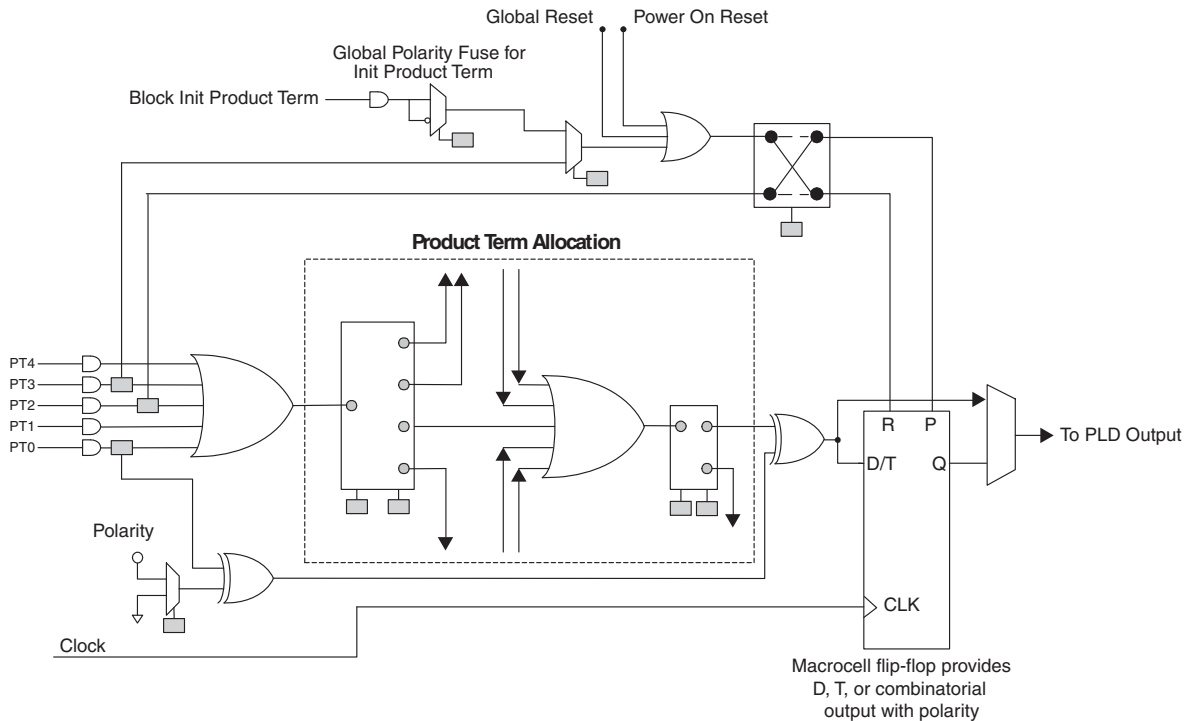 Global Reset
Power On Reset
Global Polarity Fuse for
Init Product Term
Block Init Product Term
Product Term Allocation
PT4
PT3
PT2
PT1
PT0
R
P
To PLD Output
D/T
Q
Polarity
CLK
Clock
Macrocell flip-flop provides
D, T, or combinatorial
output with polarity